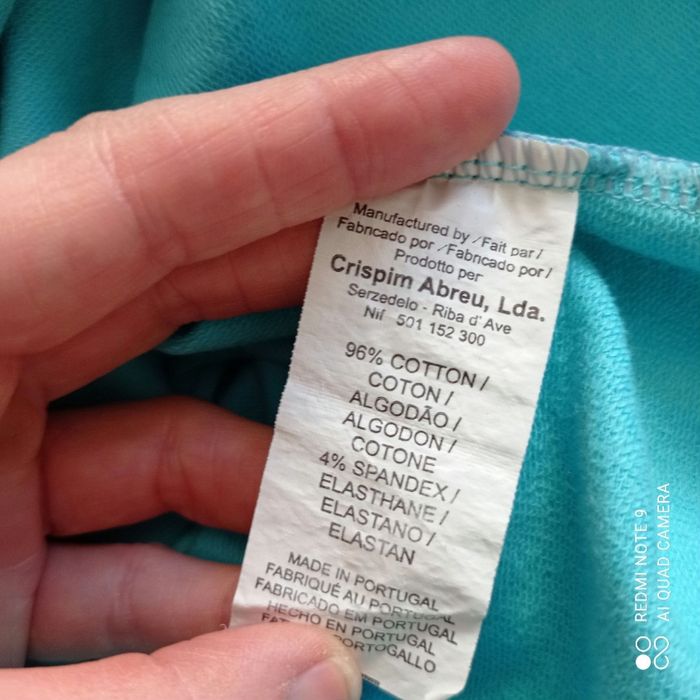 Manufactured by / Fait par /
Fabricado por / Fabricado por /
Prodotto per
Crispim Abreu, Lda.
Serzedelo - Riba d'Ave
Nif 501 152 300
96% COTTON /
COTON /
ALGODÃO /
ALGODON /
COTONE
4% SPANDEX /
ELASTHANE /
ELASTANO /
ELASTAN
MADE IN PORTUGAL
FABRIQUÉ AU PORTUGAL
FABRICADO EM PORTUGAL
HECHO EN PORTUGAL
PORTOGALLO
REDMI NOTE 9
AI QUAD CAMERA